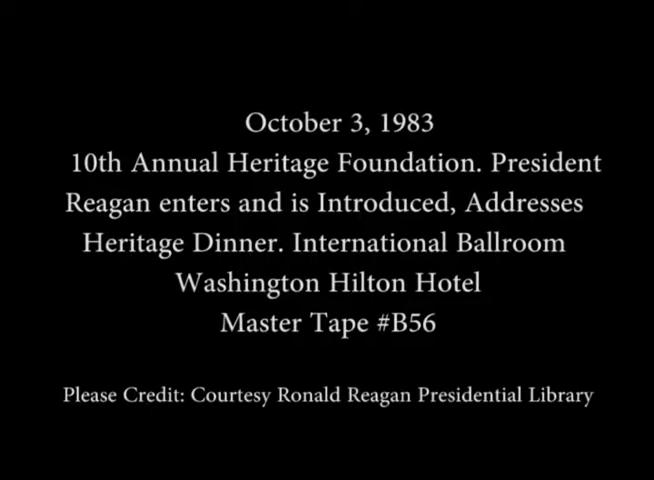 October 3, 1983
10th Annual Heritage Foundation. President
Reagan enters and is Introduced, Addresses
Heritage Dinner. International Ballroom
Washington Hilton Hotel
Master Tape #B56
Please Credit: Courtesy Ronald Reagan Presidential Library